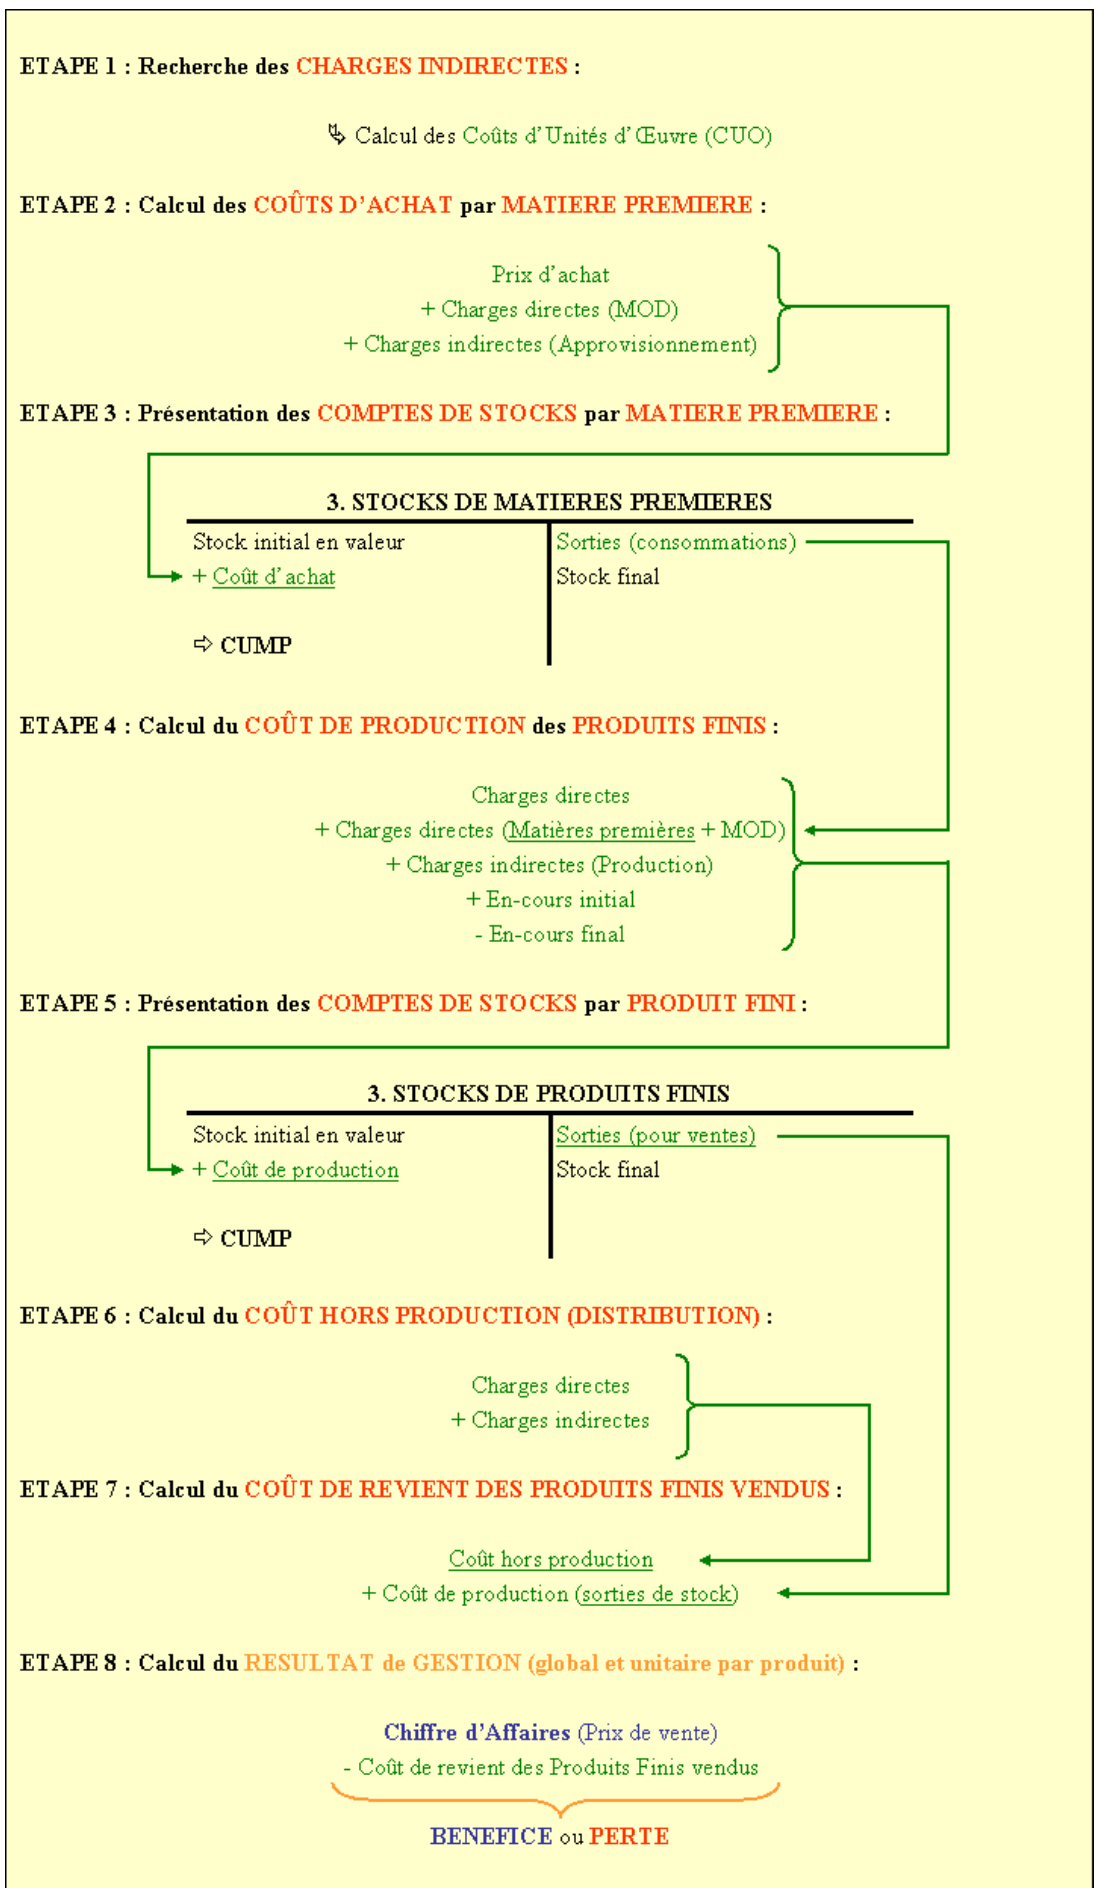 ETAPE 1 : Recherche des CHARGES INDIRECTES :
Calcul des Coûts d'Unités d'Œuvre (CUO)
ETAPE 2 : Calcul des COÛTS D'ACHAT par MATIERE PREMIERE :
Prix d'achat
+ Charges directes (MOD)
+ Charges indirectes (Approvisionnement)
ETAPE 3 : Présentation des COMPTES DE STOCKS par MATIERE PREMIERE :
3. STOCKS DE MATIERES PREMIERES
Stock initial en valeur
Sorties (consommations)
+ Coût d'achat
Stock final
⇨ CUMP
ETAPE 4 : Calcul du COÛT DE PRODUCTION des PRODUITS FINIS :
Charges directes
+ Charges directes (Matières premières + MOD)
+ Charges indirectes (Production)
+ En-cours initial
- En-cours final
ETAPE 5 : Présentation des COMPTES DE STOCKS par PRODUIT FINI :
3. STOCKS DE PRODUITS FINIS
Stock initial en valeur
Sorties (pour ventes)
+ Coût de production
Stock final
⇨ CUMP
ETAPE 6 : Calcul du COÛT HORS PRODUCTION (DISTRIBUTION) :
Charges directes
+ Charges indirectes
ETAPE 7 : Calcul du COÛT DE REVIENT DES PRODUITS FINIS VENDUS :
Coût hors production
+ Coût de production (sorties de stock)
ETAPE 8 : Calcul du RESULTAT de GESTION (global et unitaire par produit) :
Chiffre d'Affaires (Prix de vente)
- Coût de revient des Produits Finis vendus
BENEFICE ou PERTE